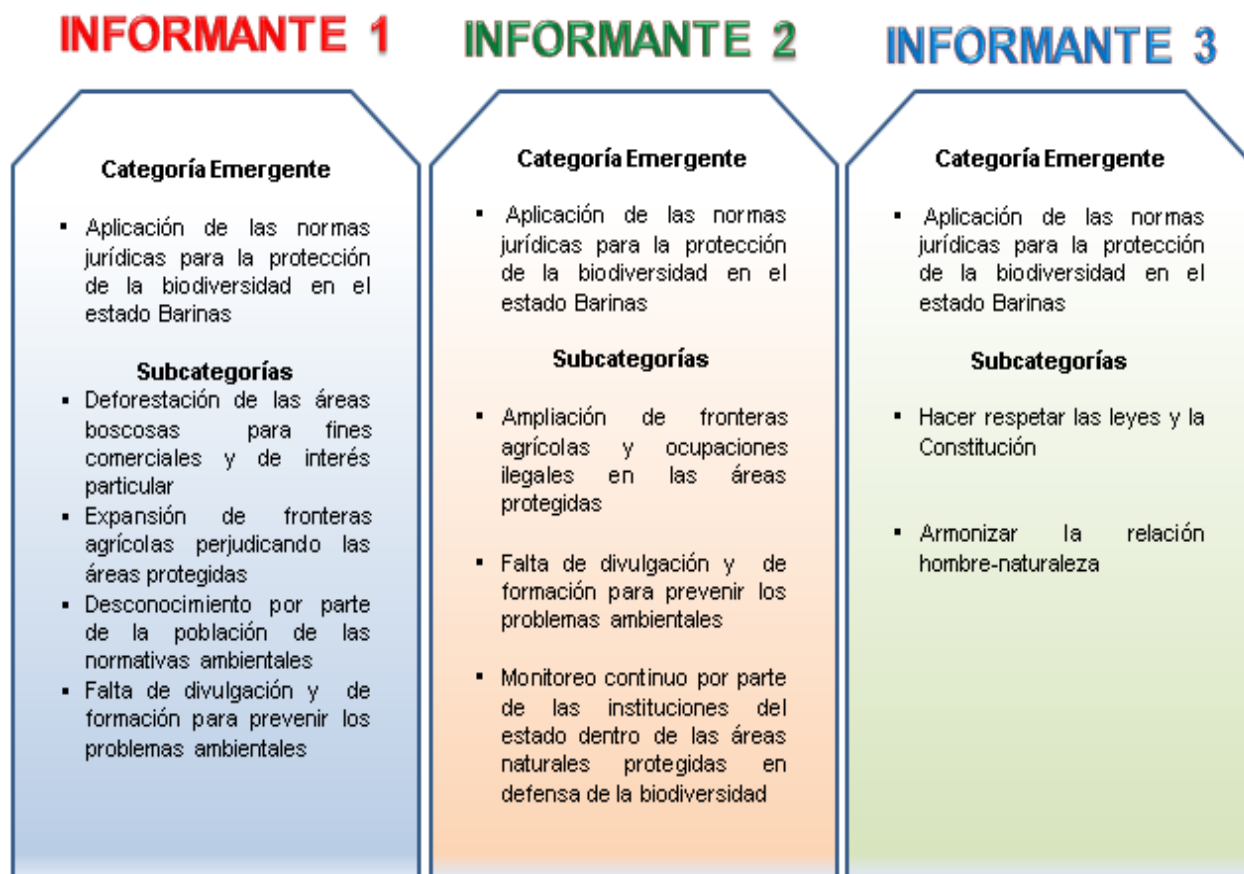 INFORMANTE 1
Categoría Emergente
▪ Aplicación de las normas
jurídicas para la protección
de la biodiversidad en el
estado Barinas
Subcategorías
▪ Deforestación de las áreas
boscosas para fines
comerciales y de interés
particular
▪ Expansión de fronteras
agrícolas perjudicando las
áreas protegidas
▪ Desconocimiento por parte
de la población de las
normativas ambientales
▪ Falta de divulgación y de
formación para prevenir los
problemas ambientales
INFORMANTE 2
Categoría Emergente
▪ Aplicación de las normas
jurídicas para la protección
de la biodiversidad en el
estado Barinas
Subcategorías
▪ Ampliación de fronteras
agrícolas y ocupaciones
ilegales en las áreas
protegidas
▪ Falta de divulgación y de
formación para prevenir los
problemas ambientales
▪ Monitoreo continuo por parte
de las instituciones del
estado dentro de las áreas
naturales protegidas en
defensa de la biodiversidad
INFORMANTE 3
Categoría Emergente
▪ Aplicación de las normas
jurídicas para la protección
de la biodiversidad en el
estado Barinas
Subcategorías
▪ Hacer respetar las leyes y la
Constitución
▪ Armonizar la relación
hombre-naturaleza